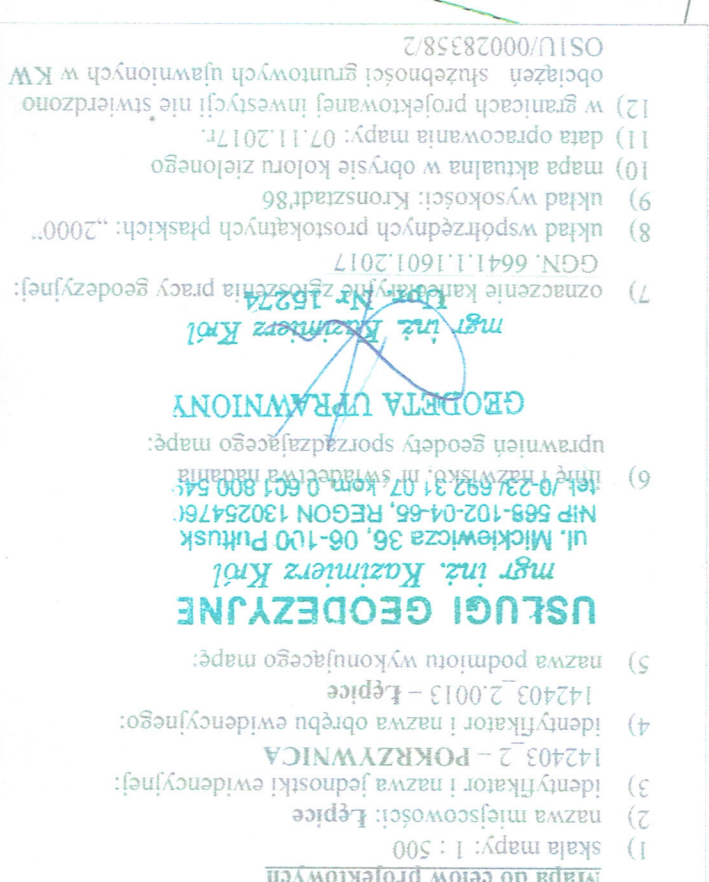 Mapa do celów projektowych
1) skala mapy: 1 : 500
2) nazwa miejscowości: Łępice
3) identyfikator i nazwa jednostki ewidencyjnej:
142403_2 – POKRZYWNICA
4) identyfikator i nazwa obrębu ewidencyjnego:
142403_2.0013 – Łępice
5) nazwa podmiotu wykonującego mapę:
USŁUGI GEODEZYJNE
mgr inż. Kazimierz Król
ul. Mickiewicza 36, 06-100 Pułtusk
NIP 568-102-04-65, REGON 13025476
tel. /0-23/ 692 31 07, kom. 0 601 800 54
6) imię i nazwisko, nr świadectwa nadania
uprawnień geodety sporządzającego mapę:
GEODETA UPRAWNIONY
mgr inż. Kazimierz Król
Upr. Nr 15274
7) oznaczenie kancelaryjne zgłoszenia pracy geodezyjnej:
GGN. 6641.1.1601.2017
8) układ współrzędnych prostokątnych płaskich: „2000”
9) układ wysokości: Kronsztadt'86
10) mapa aktualna w obrysie koloru zielonego
11) data opracowania mapy: 07.11.2017r.
12) w granicach projektowanej inwestycji nie stwierdzono
obciążeń służebności gruntowych ujawnionych w KW
OS1U/00028358/2